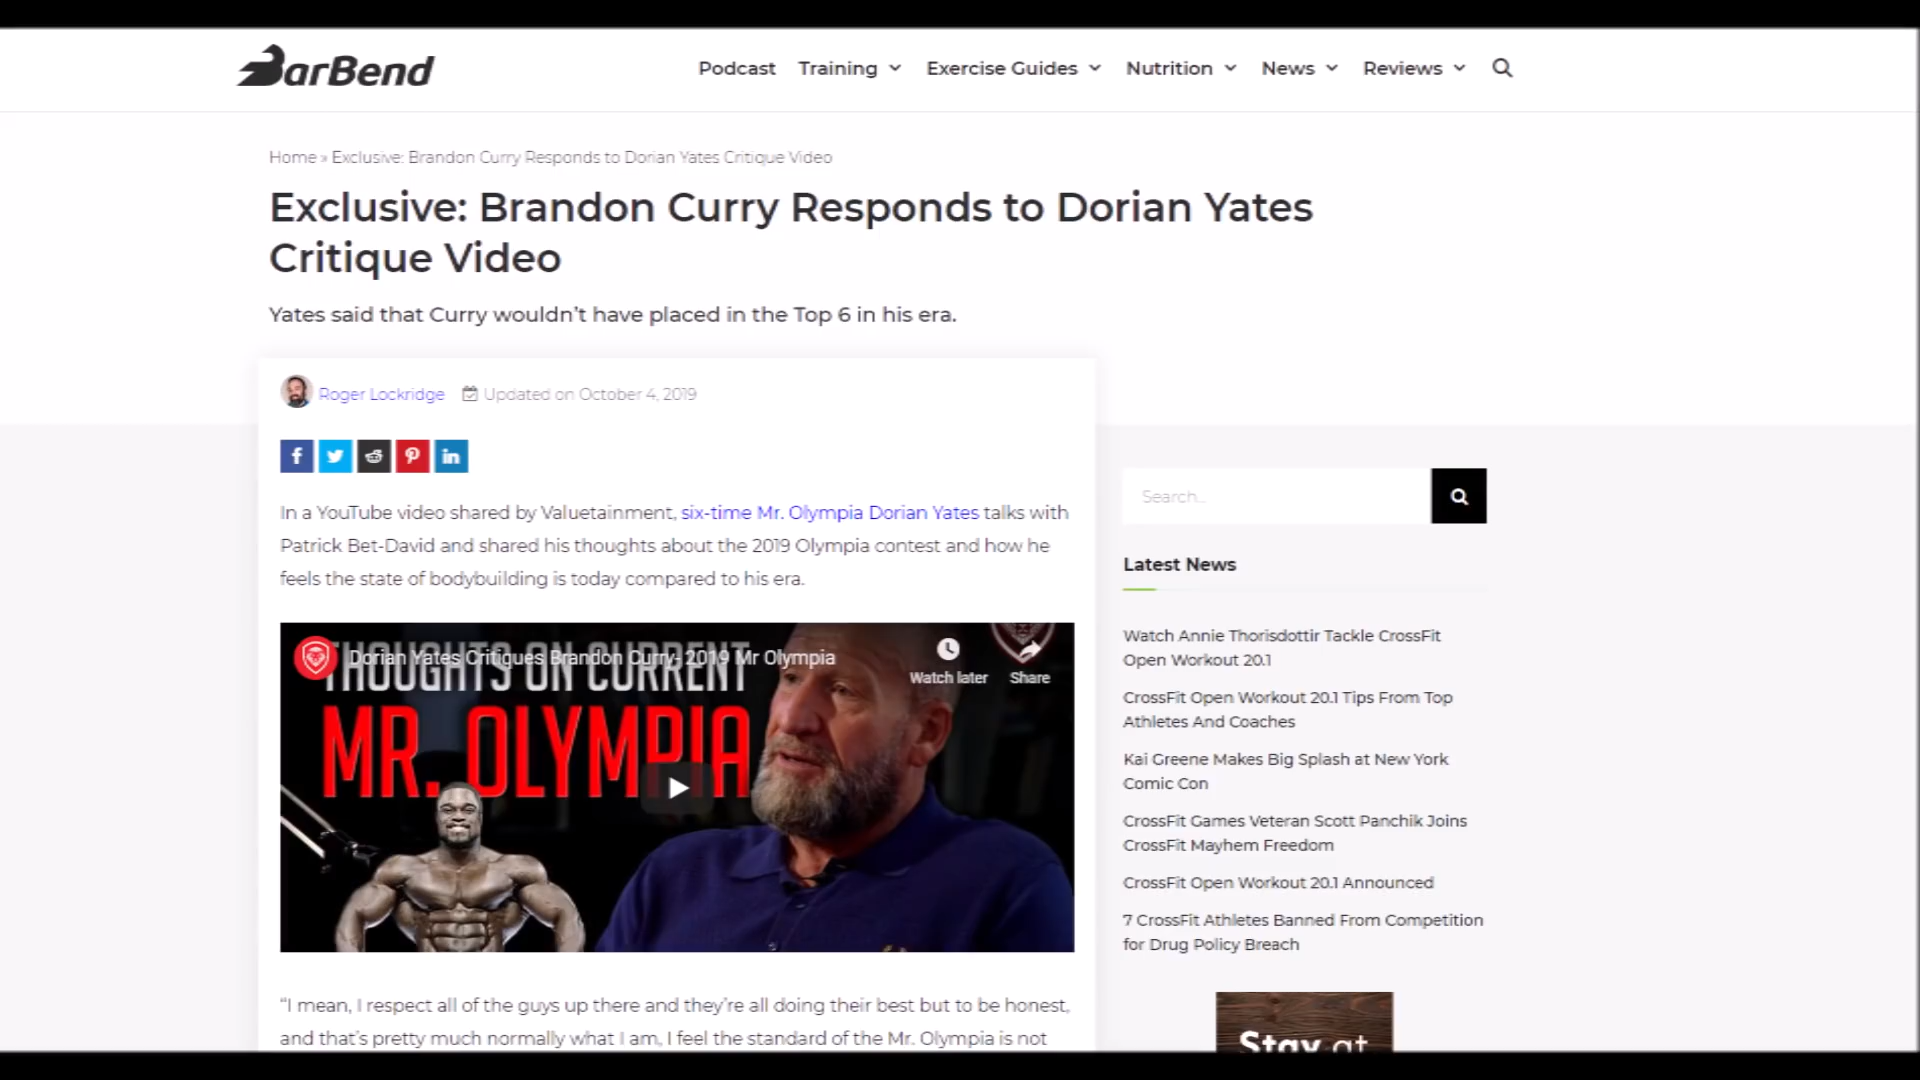 BarBend
Podcast Training Exercise Guides Nutrition News Reviews
Home » Exclusive: Brandon Curry Responds to Dorian Yates Critique Video
Exclusive: Brandon Curry Responds to Dorian Yates
Critique Video
Yates said that Curry wouldn’t have placed in the Top 6 in his era.
Roger Lockridge Updated on October 4, 2019
In a YouTube video shared by Valuetainment, six-time Mr. Olympia Dorian Yates talks with
Patrick Bet-David and shared his thoughts about the 2019 Olympia contest and how he
feels the state of bodybuilding is today compared to his era.
Dorian Yates Critiques Brandon Curry- 2019 Mr Olympia
Watch later Share
THOUGHTS ON CURRENT
MR. OLYMPIA
“I mean, I respect all of the guys up there and they’re all doing their best but to be honest,
and that’s pretty much normally what I am, I feel the standard of the Mr. Olympia is not
Search...
Latest News
Watch Annie Thorisdottir Tackle CrossFit
Open Workout 20.1
CrossFit Open Workout 20.1 Tips From Top
Athletes And Coaches
Kai Greene Makes Big Splash at New York
Comic Con
CrossFit Games Veteran Scott Panchik Joins
CrossFit Mayhem Freedom
CrossFit Open Workout 20.1 Announced
7 CrossFit Athletes Banned From Competition
for Drug Policy Breach
Stay at